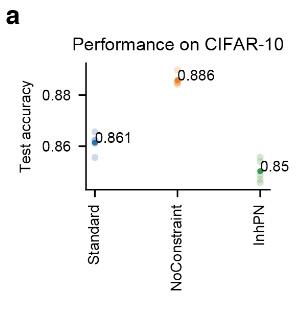 a
Performance on CIFAR-10
Test accuracy
0.88
0.86
0.861
0.886
0.85
Standard
NoConstraint
InhPN